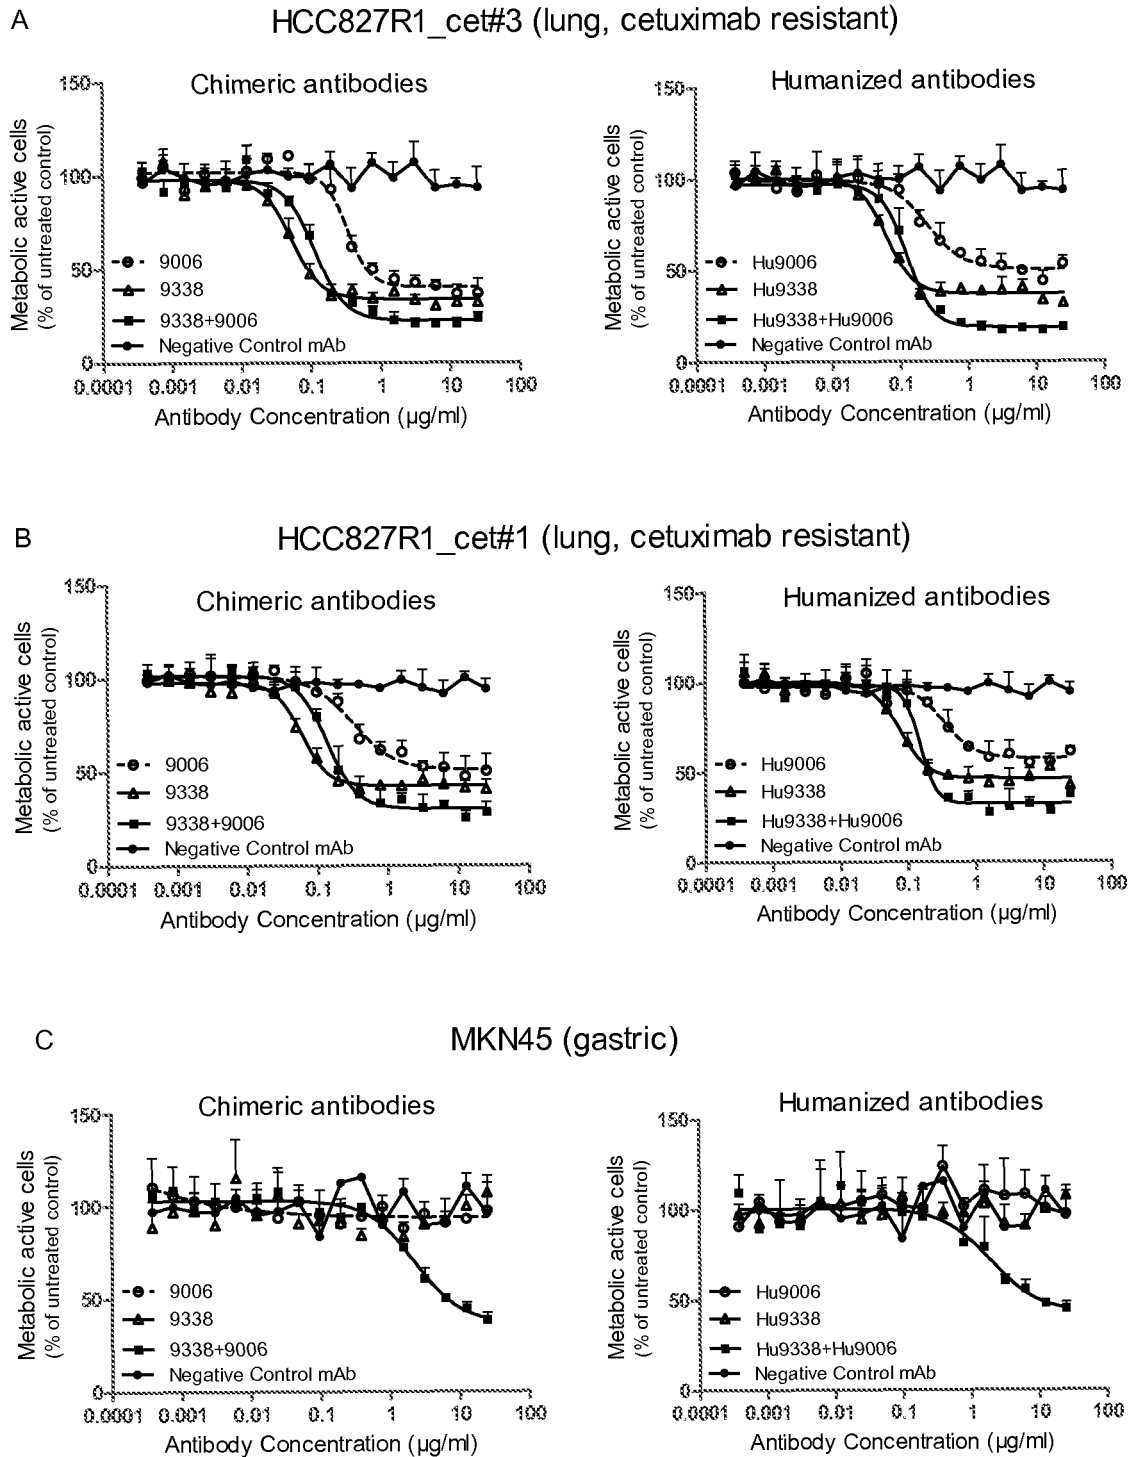 A
HCC827R1_cet#3 (lung, cetuximab resistant)
Chimeric antibodies
Metabolic active cells
(% of untreated control)
150
100
50
0
9006
9338
9338+9006
Negative Control mAb
0.0001 0.001 0.01 0.1 1 10 100
Antibody Concentration (µg/ml)
Humanized antibodies
Metabolic active cells
(% of untreated control)
150
100
50
0
Hu9006
Hu9338
Hu9338+Hu9006
Negative Control mAb
0.0001 0.001 0.01 0.1 1 10 100
Antibody Concentration (µg/ml)
B
HCC827R1_cet#1 (lung, cetuximab resistant)
Chimeric antibodies
Metabolic active cells
(% of untreated control)
150
100
50
0
9006
9338
9338+9006
Negative Control mAb
0.0001 0.001 0.01 0.1 1 10 100
Antibody Concentration (µg/ml)
Humanized antibodies
Metabolic active cells
(% of untreated control)
150
100
50
0
Hu9006
Hu9338
Hu9338+Hu9006
Negative Control mAb
0.0001 0.001 0.01 0.1 1 10 100
Antibody Concentration (µg/ml)
C
MKN45 (gastric)
Chimeric antibodies
Metabolic active cells
(% of untreated control)
150
100
50
0
9006
9338
9338+9006
Negative Control mAb
0.0001 0.001 0.01 0.1 1 10 100
Antibody Concentration (µg/ml)
Humanized antibodies
Metabolic active cells
(% of untreated control)
150
100
50
0
Hu9006
Hu9338
Hu9338+Hu9006
Negative Control mAb
0.0001 0.001 0.01 0.1 1 10 100
Antibody Concentration (µg/ml)